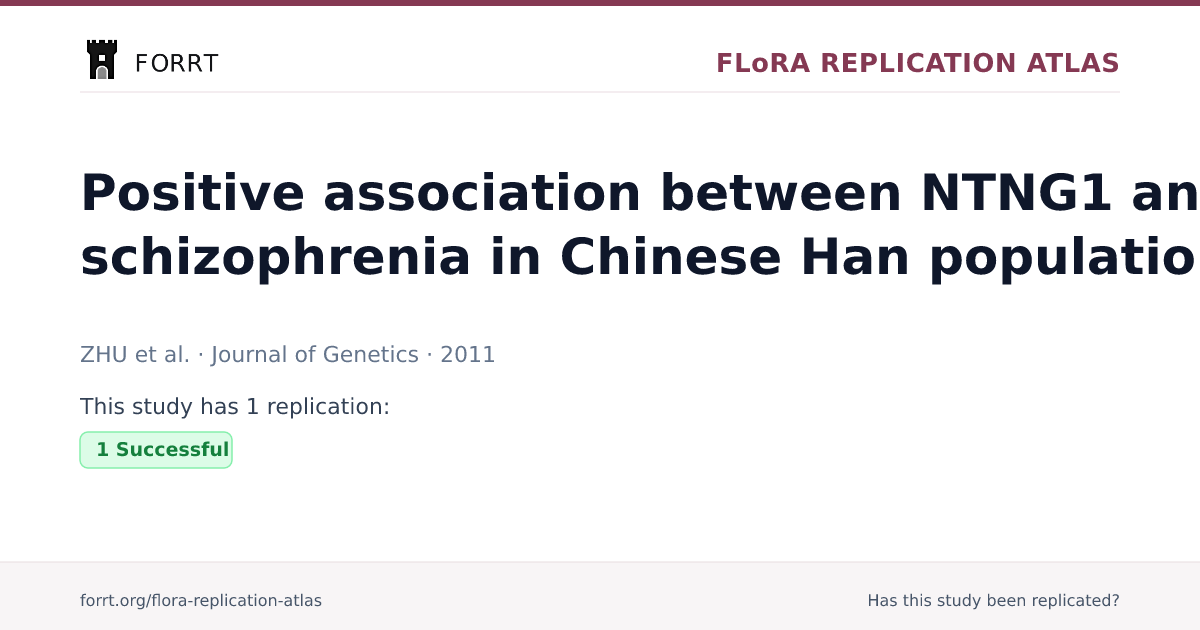 FORRT
FLoRA REPLICATION ATLAS
Positive association between NTNG1 an
schizophrenia in Chinese Han populatio
ZHU et al. · Journal of Genetics · 2011
This study has 1 replication:
1 Successful
forrt.org/flora-replication-atlas
Has this study been replicated?